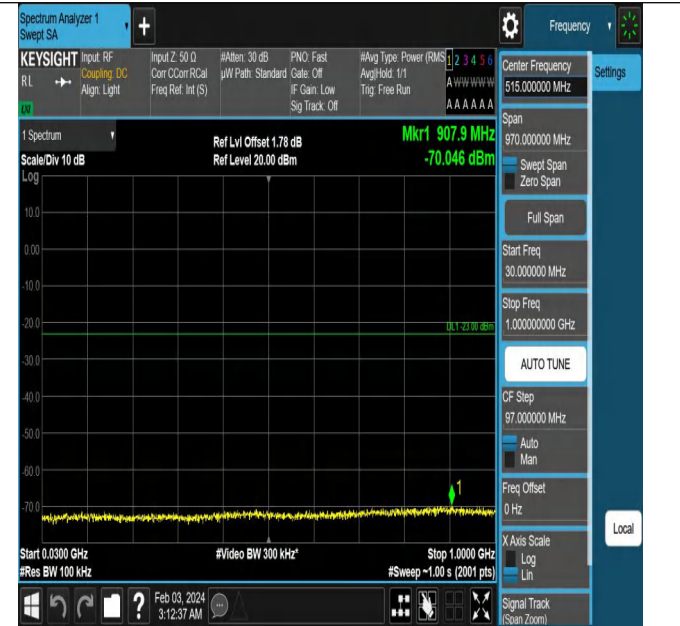 Spectrum Analyzer 1
Swept SA
+
Frequency
KEYSIGHT
RL
LXI
Input: RF
Coupling: DC
Align: Light
Input Z: 50 Ω
Corr CCorr RCal
Freq Ref: Int (S)
#Atten: 30 dB
µW Path: Standard
PNO: Fast
Gate: Off
IF Gain: Low
Sig Track: Off
#Avg Type: Power (RMS
Avg|Hold: 1/1
Trig: Free Run
1 2 3 4 5 6
A W W W W W
A A A A A A
1 Spectrum
Scale/Div 10 dB
Log
Ref Lvl Offset 1.78 dB
Ref Level 20.00 dBm
Mkr1 907.9 MHz
-70.046 dBm
10.0
0.00
-10.0
-20.0
-30.0
-40.0
-50.0
-60.0
-70.0
DL1 -23.00 dBm
1
Start 0.0300 GHz
#Res BW 100 kHz
#Video BW 300 kHz*
Stop 1.0000 GHz
#Sweep ~1.00 s (2001 pts)
Center Frequency
515.000000 MHz
Settings
Span
970.000000 MHz
Swept Span
Zero Span
Full Span
Start Freq
30.000000 MHz
Stop Freq
1.000000000 GHz
AUTO TUNE
CF Step
97.000000 MHz
Auto
Man
Freq Offset
0 Hz
X Axis Scale
Log
Lin
Local
Signal Track
(Span Zoom)
?
Feb 03, 2024
3:12:37 AM